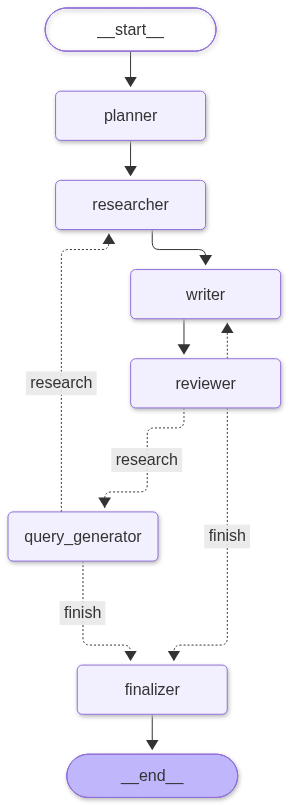 __start__
planner
researcher
writer
reviewer
research
research
query_generator
finish
finish
finalizer
__end__